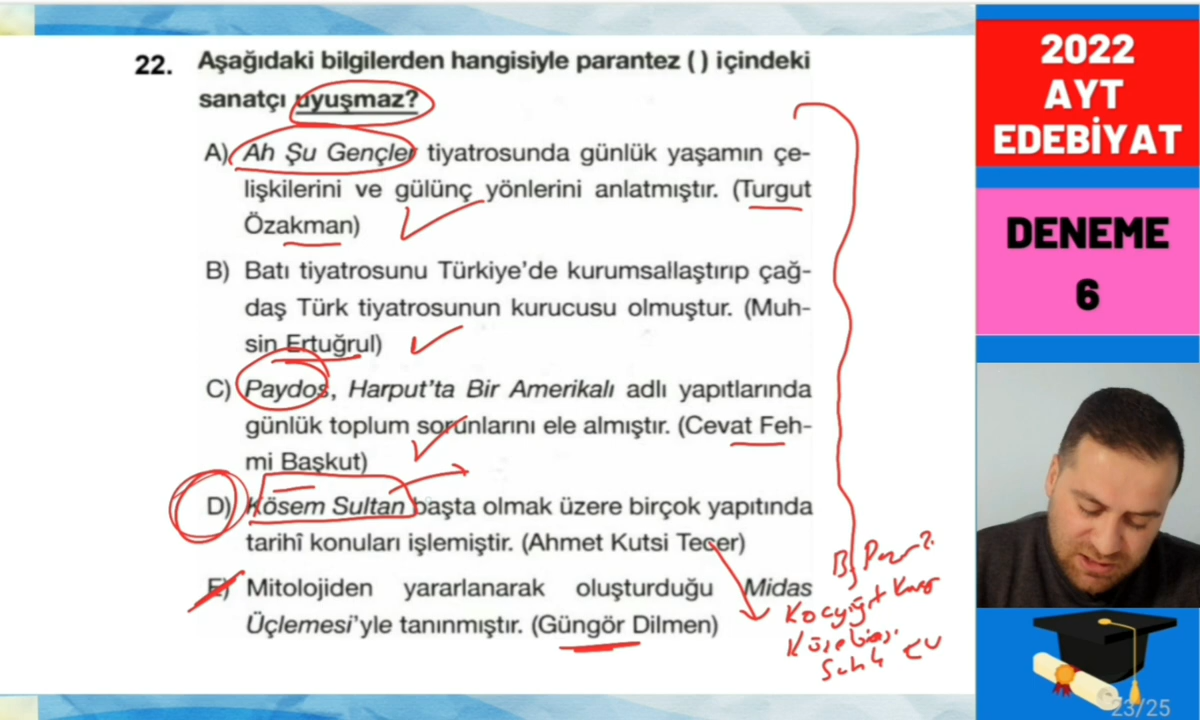 22. Aşağıdaki bilgilerden hangisiyle parantez ( ) içindeki
sanatçı uyuşmaz?
A) Ah Şu Gençler tiyatrosunda günlük yaşamın çe-
lişkilerini ve gülünç yönlerini anlatmıştır. (Turgut
Özakman)
B) Batı tiyatrosunu Türkiye'de kurumsallaştırıp çağ-
daş Türk tiyatrosunun kurucusu olmuştur. (Muh-
sin Ertuğrul)
C) Paydos, Harput'ta Bir Amerikalı adlı yapıtlarında
günlük toplum sorunlarını ele almıştır. (Cevat Feh-
mi Başkut)
D) Kösem Sultan başta olmak üzere birçok yapıtında
tarihî konuları işlemiştir. (Ahmet Kutsi Tecer)
E) Mitolojiden yararlanarak oluşturduğu Midas
Üçlemesi'yle tanınmıştır. (Güngör Dilmen)
2022
AYT
EDEBİYAT
DENEME
6
23/25